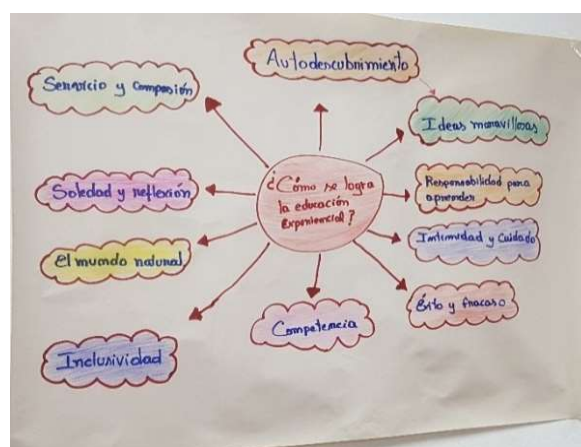 Autodescubrimiento
Servicio y compasión
Ideas maravillosas
¿Cómo se logra
la educación
Experiencial?
Soledad y reflexión
Responsabilidad para
aprender
El mundo natural
Intimidad y Cuidado
Éxito y fracaso
Competencia
Inclusividad